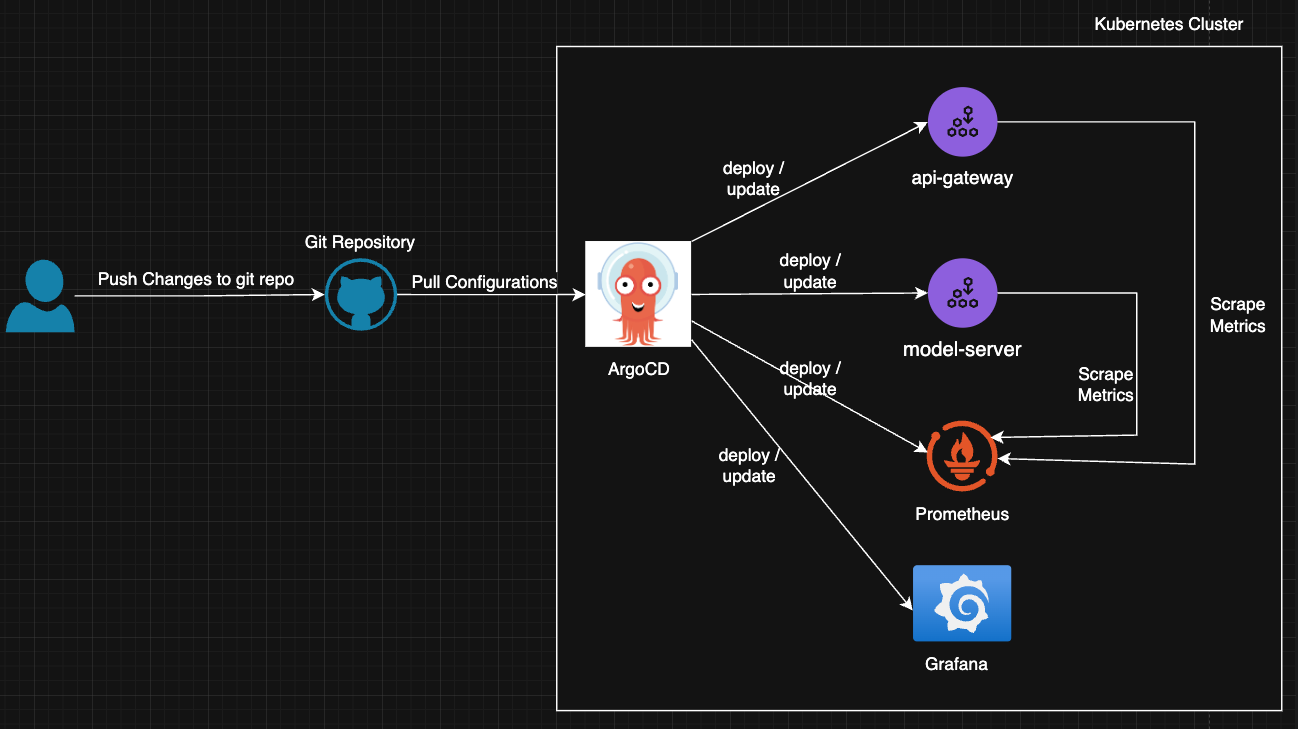 Kubernetes Cluster
deploy /
update
api-gateway
Git Repository
Push Changes to git repo
Pull Configurations
ArgoCD
deploy /
update
model-server
Scrape
Metrics
Scrape
Metrics
deploy /
update
deploy /
update
Prometheus
Grafana